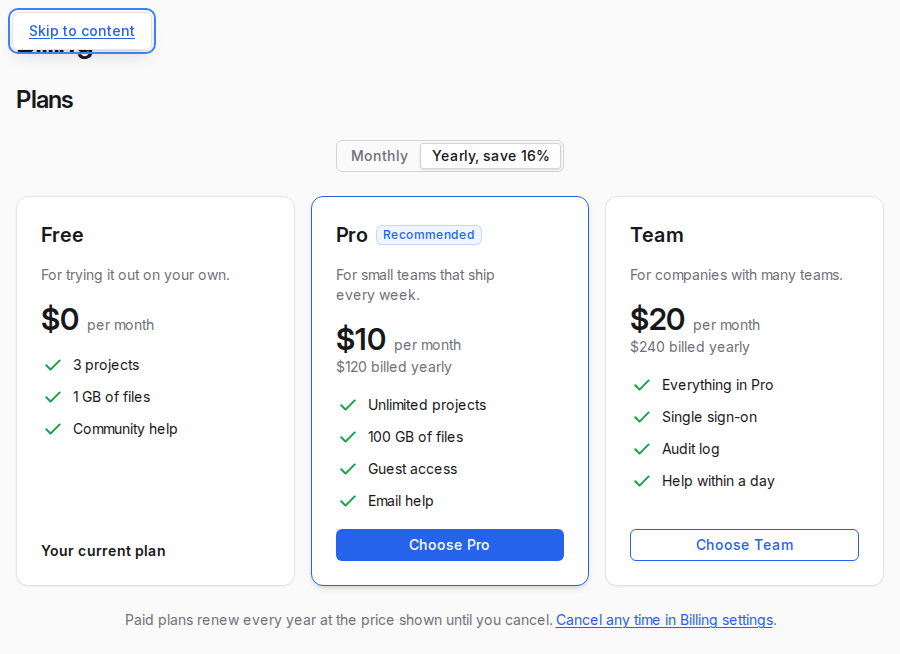 Skip to content
Plans
Monthly
Yearly, save 16%
Free
For trying it out on your own.
$0 per month
3 projects
1 GB of files
Community help
Your current plan
Pro
Recommended
For small teams that ship
every week.
$10 per month
$120 billed yearly
Unlimited projects
100 GB of files
Guest access
Email help
Choose Pro
Team
For companies with many teams.
$20 per month
$240 billed yearly
Everything in Pro
Single sign-on
Audit log
Help within a day
Choose Team
Paid plans renew every year at the price shown until you cancel. Cancel any time in Billing settings.